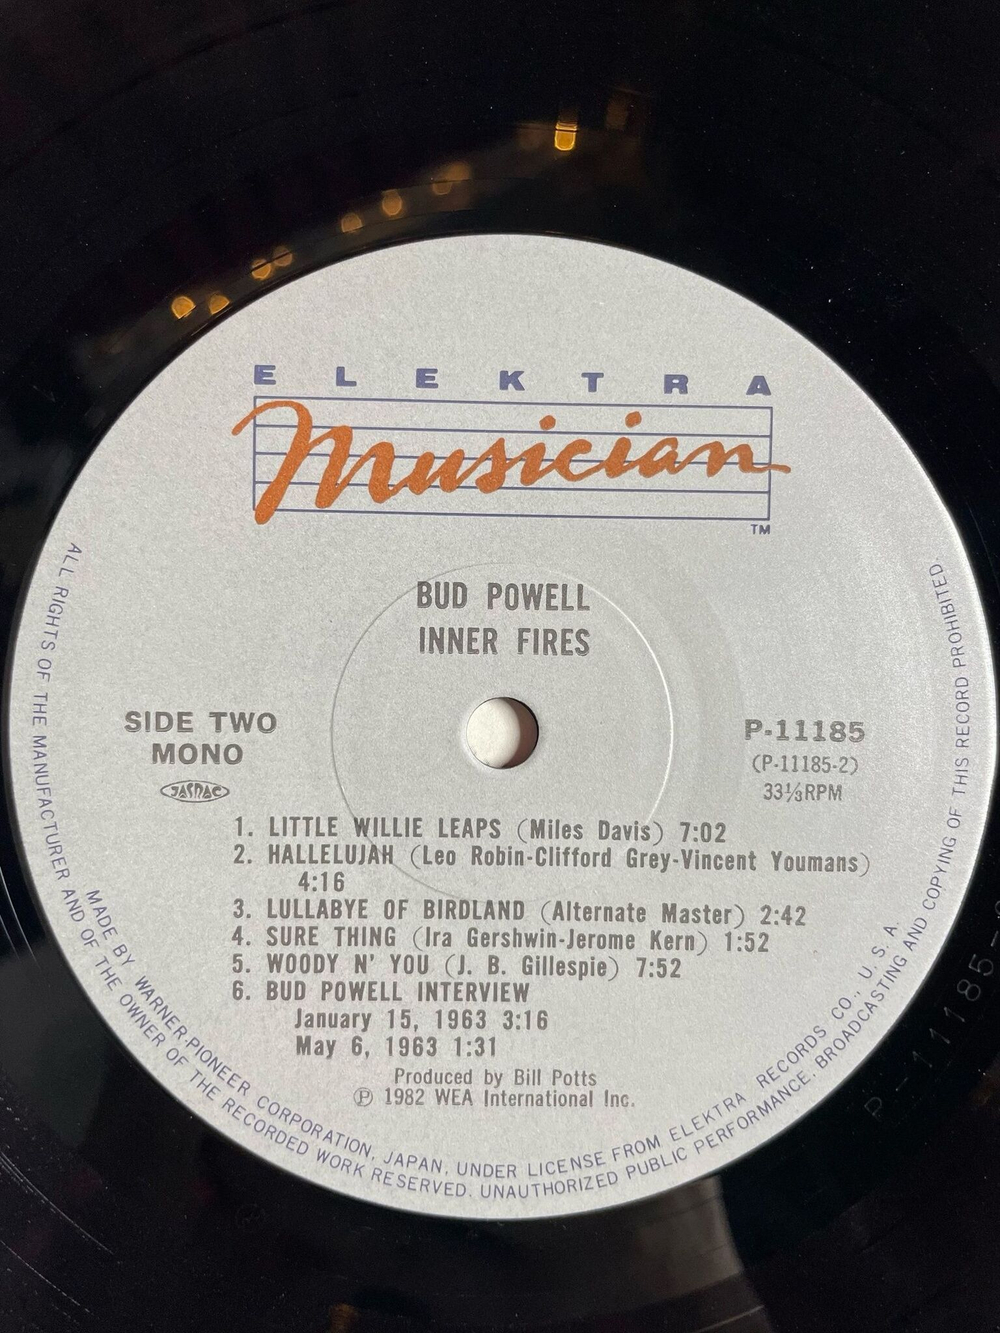 ELEKTRA
Musician
TM
BUD POWELL
INNER FIRES
SIDE TWO
MONO
JASRAC
P-11185
(P-11185-2)
33⅓RPM
1. LITTLE WILLIE LEAPS (Miles Davis) 7:02
2. HALLELUJAH (Leo Robin-Clifford Grey-Vincent Youmans)
4:16
3. LULLABYE OF BIRDLAND (Alternate Master) 2:42
4. SURE THING (Ira Gershwin-Jerome Kern) 1:52
5. WOODY N' YOU (J. B. Gillespie) 7:52
6. BUD POWELL INTERVIEW
January 15, 1963 3:16
May 6, 1963 1:31
Produced by Bill Potts
Ⓟ 1982 WEA International Inc.
MADE BY WARNER-PIONEER CORPORATION, JAPAN, UNDER LICENSE FROM ELEKTRA RECORDS CO., U. S. A.
ALL RIGHTS OF THE MANUFACTURER AND OF THE OWNER OF THE RECORDED WORK RESERVED. UNAUTHORIZED PUBLIC PERFORMANCE, BROADCASTING AND COPYING OF THIS RECORD PROHIBITED.
P-11185-